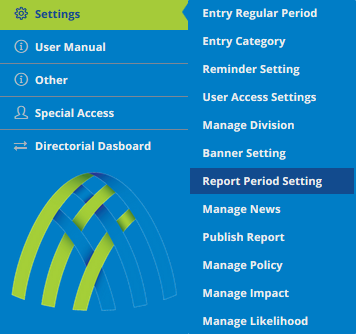 Settings
User Manual
Other
Special Access
Directorial Dasboard
Entry Regular Period
Entry Category
Reminder Setting
User Access Settings
Manage Division
Banner Setting
Report Period Setting
Manage News
Publish Report
Manage Policy
Manage Impact
Manage Likelihood